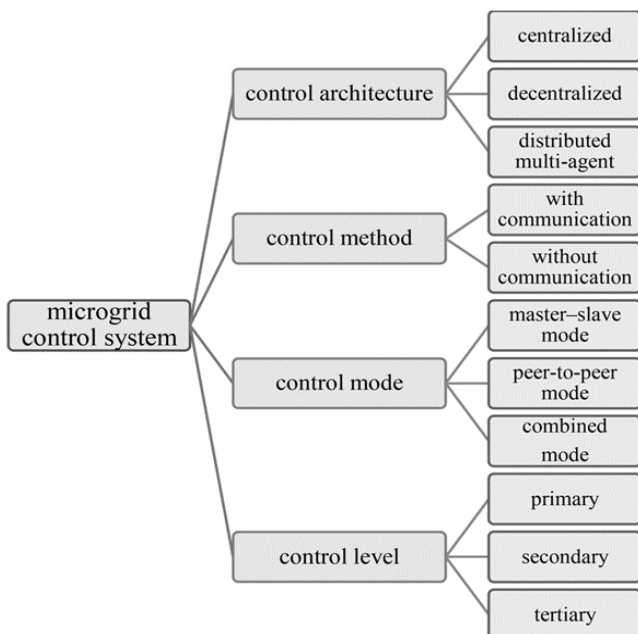 microgrid
control system
control architecture
centralized
decentralized
distributed
multi-agent
control method
with
communication
without
communication
control mode
master–slave
mode
peer-to-peer
mode
combined
mode
control level
primary
secondary
tertiary